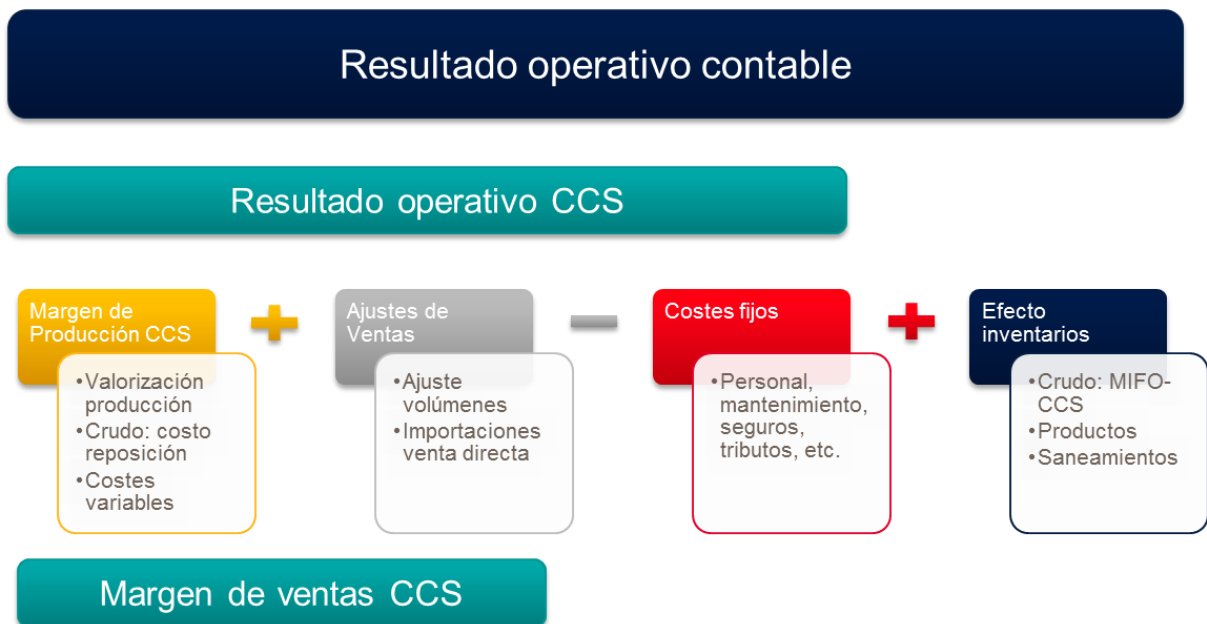 Resultado operativo contable
Resultado operativo CCS
Margen de
Producción CCS
•Valorización
producción
•Crudo: costo
reposición
•Costes
variables
Ajustes de
Ventas
•Ajuste
volúmenes
•Importaciones
venta directa
Costes fijos
•Personal,
mantenimiento,
seguros,
tributos, etc.
Efecto
inventarios
•Crudo: MIFO-
CCS
•Productos
•Saneamientos
Margen de ventas CCS